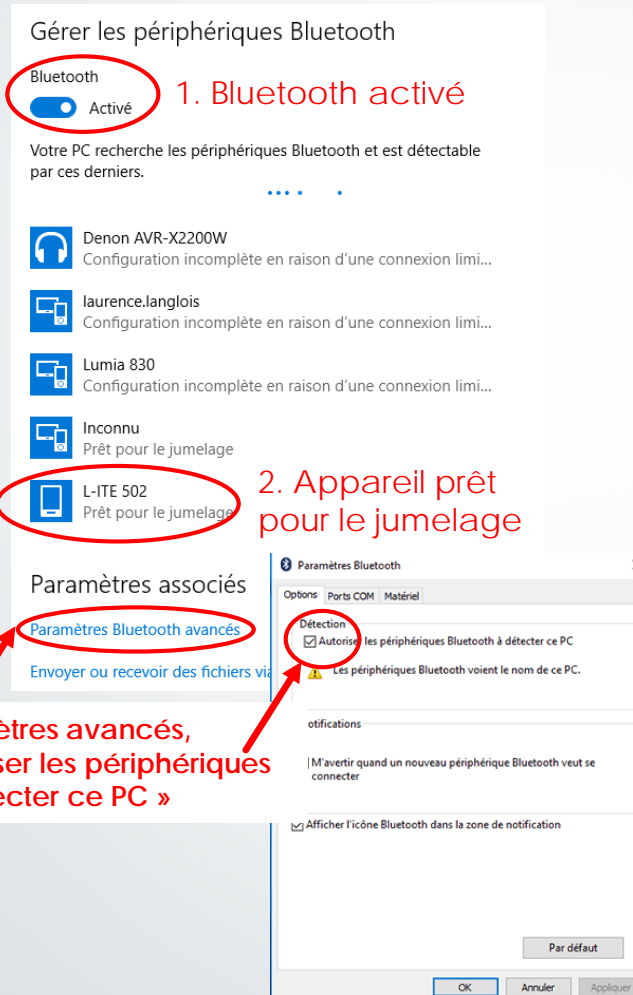 Gérer les périphériques Bluetooth
Bluetooth
Activé
1. Bluetooth activé
Votre PC recherche les périphériques Bluetooth et est détectable
par ces derniers.
Denon AVR-X2200W
Configuration incomplète en raison d'une connexion limi...
laurence.langlois
Configuration incomplète en raison d'une connexion limi...
Lumia 830
Configuration incomplète en raison d'une connexion limi...
Inconnu
Prêt pour le jumelage
L-ITE 502
Prêt pour le jumelage
2. Appareil prêt
pour le jumelage
Paramètres associés
Paramètres Bluetooth avancés
Envoyer ou recevoir des fichiers via
ètres avancés,
ser les périphériques
ecter ce PC »
Paramètres Bluetooth
Options Ports COM Matériel
Détection
Autoriser les périphériques Bluetooth à détecter ce PC
Les périphériques Bluetooth voient le nom de ce PC.
otifications
M'avertir quand un nouveau périphérique Bluetooth veut se
connecter
Afficher l'icône Bluetooth dans la zone de notification
Par défaut
OK Annuler Appliquer